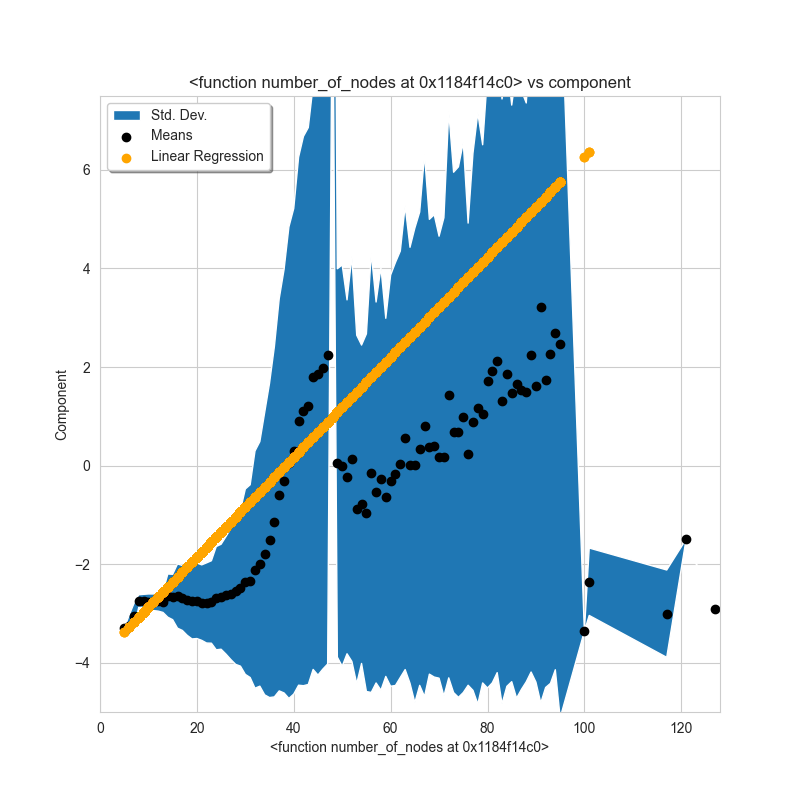 <function number_of_nodes at 0x1184f14c0> vs component
Std. Dev.
Means
Linear Regression
6
4
2
0
−2
−4
Component
0 20 40 60 80 100 120
<function number_of_nodes at 0x1184f14c0>